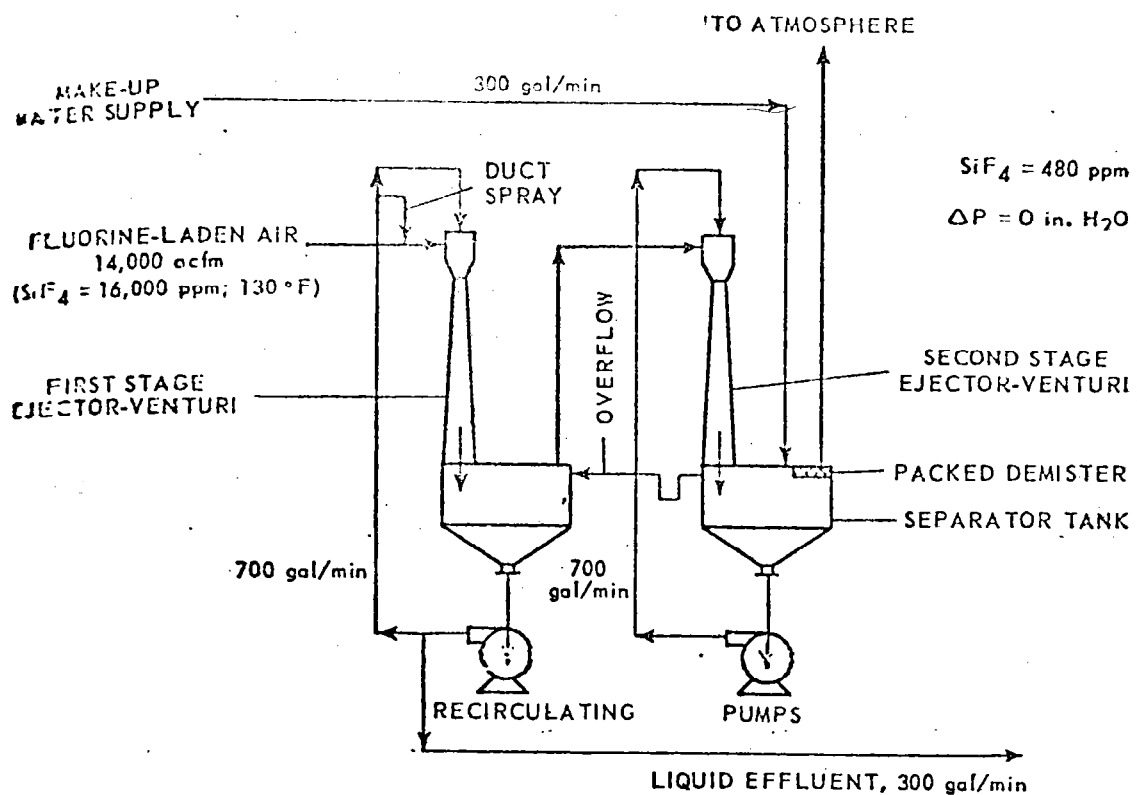 TO ATMOSPHERE
MAKE-UP
WATER SUPPLY
300 gal/min
DUCT
SPRAY
SiF4 = 480 ppm
ΔP = 0 in. H2O
FLUORINE-LADEN AIR
14,000 acfm
(SiF4 = 16,000 ppm; 130 °F)
OVERFLOW
FIRST STAGE
EJECTOR-VENTURI
SECOND STAGE
EJECTOR-VENTURI
PACKED DEMISTER
SEPARATOR TANK
700 gal/min
700
gal/min
RECIRCULATING
PUMPS
LIQUID EFFLUENT, 300 gal/min